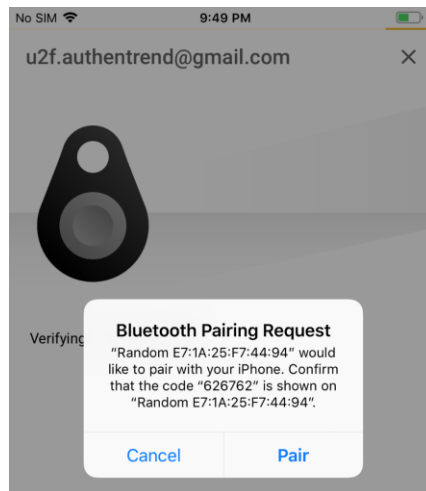 No SIM 9:49 PM
u2f.authentrend@gmail.com
Verifying
Bluetooth Pairing Request
"Random E7:1A:25:F7:44:94" would
like to pair with your iPhone. Confirm
that the code "626762" is shown on
"Random E7:1A:25:F7:44:94".
Cancel Pair